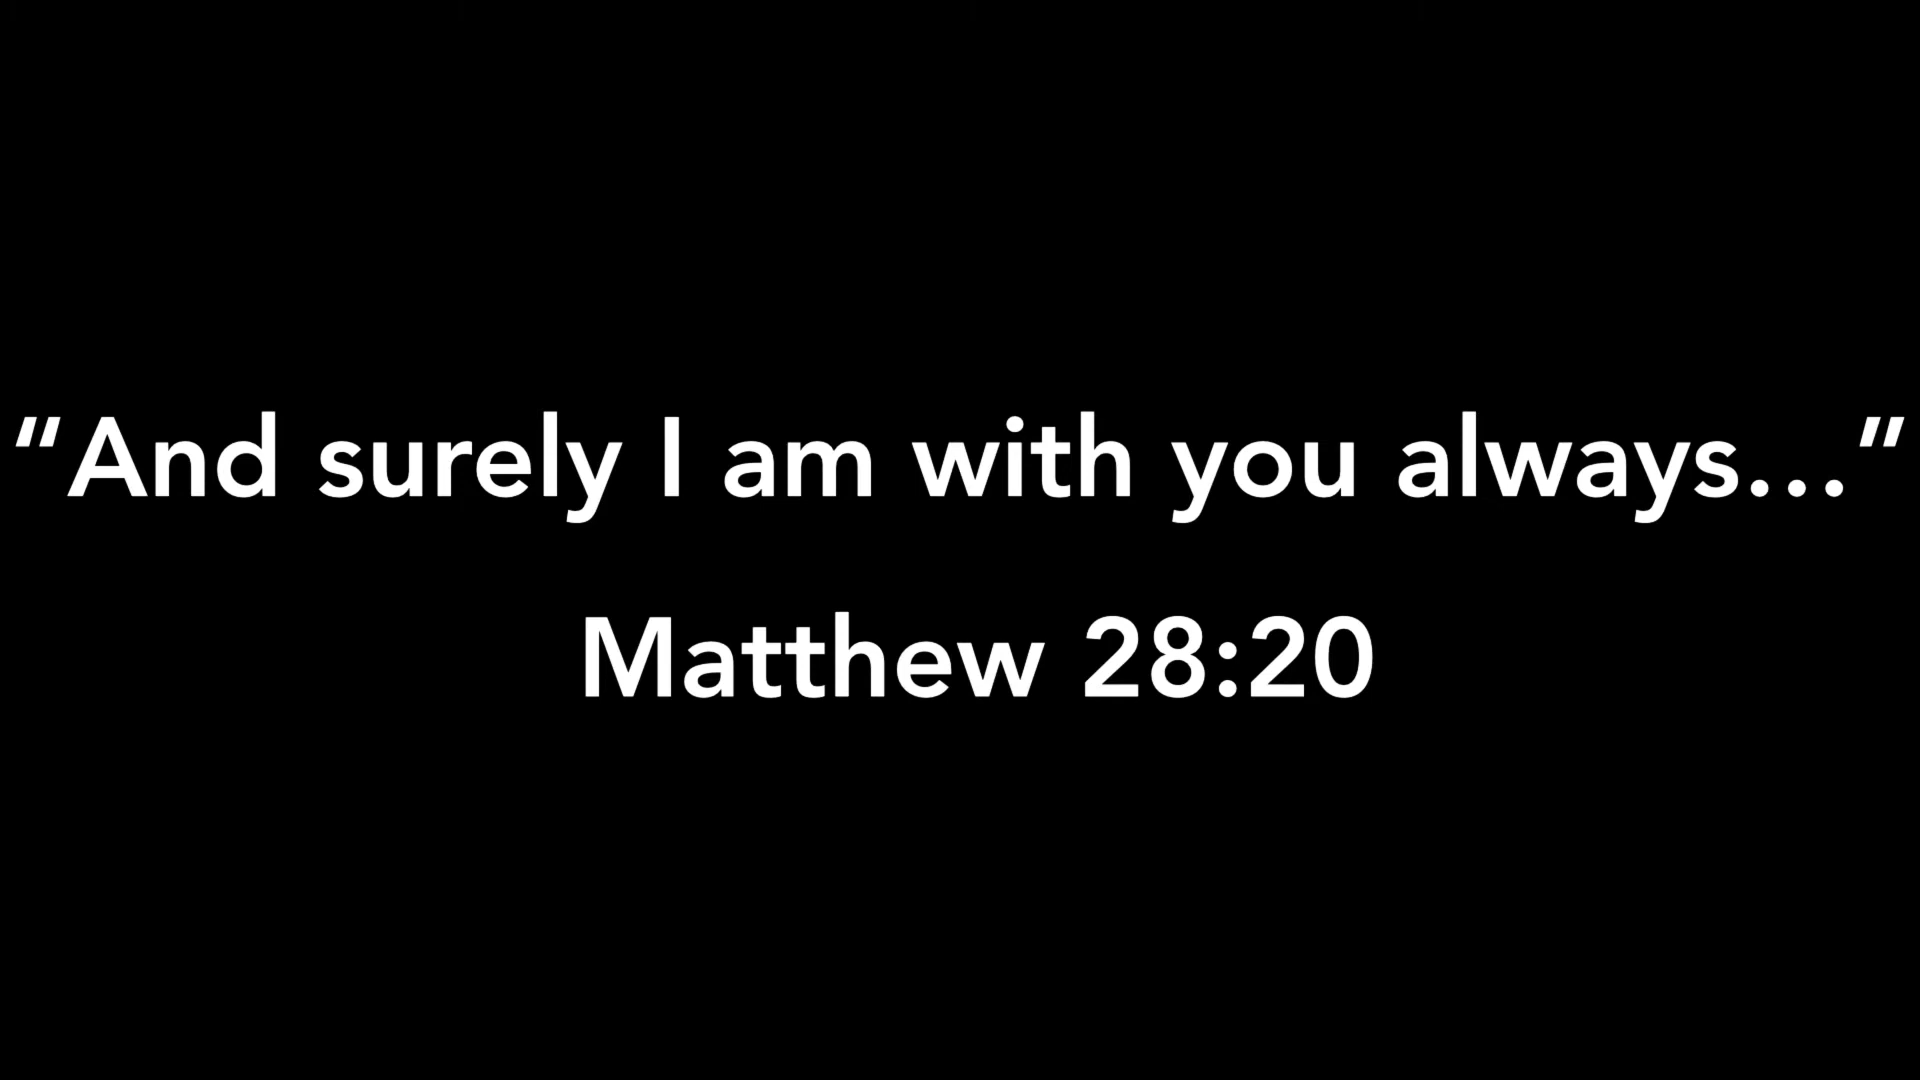 “And surely I am with you always…”
Matthew 28:20